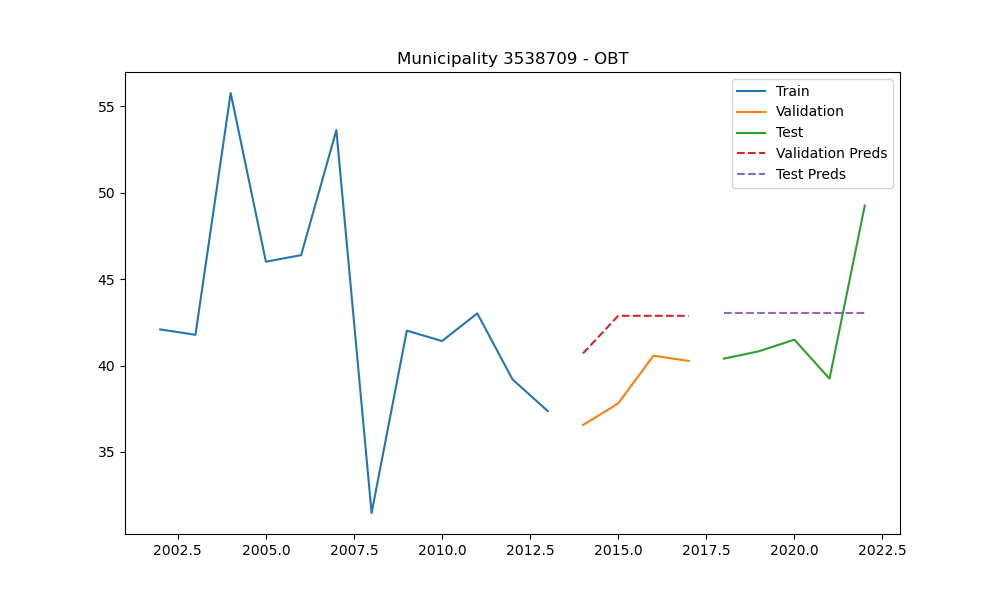 Municipality 3538709 - OBT
Train
Validation
Test
Validation Preds
Test Preds
55
50
45
40
35
2002.5 2005.0 2007.5 2010.0 2012.5 2015.0 2017.5 2020.0 2022.5